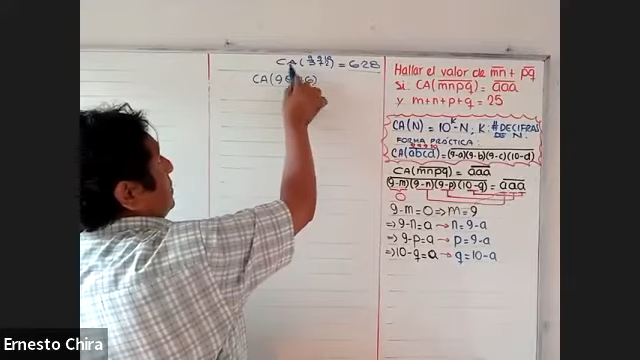 CA(372) = 628
CA(9
Hallar el valor de mn + pq
si: CA(mnpq) = aaa
y m+n+p+q = 25
CA(N) = 10^K - N, K: # DE CIFRAS DE N.
FORMA PRÁCTICA:
CA(abcd) = (9-a)(9-b)(9-c)(10-d)
CA(mnpq) = aaa
(9-m)(9-n)(9-p)(10-q) = aaa
0
9-m=0 ⇒ m=9
⇒ 9-n=a → n=9-a
⇒ 9-p=a → p=9-a
⇒ 10-q=a → q=10-a
Ernesto Chira